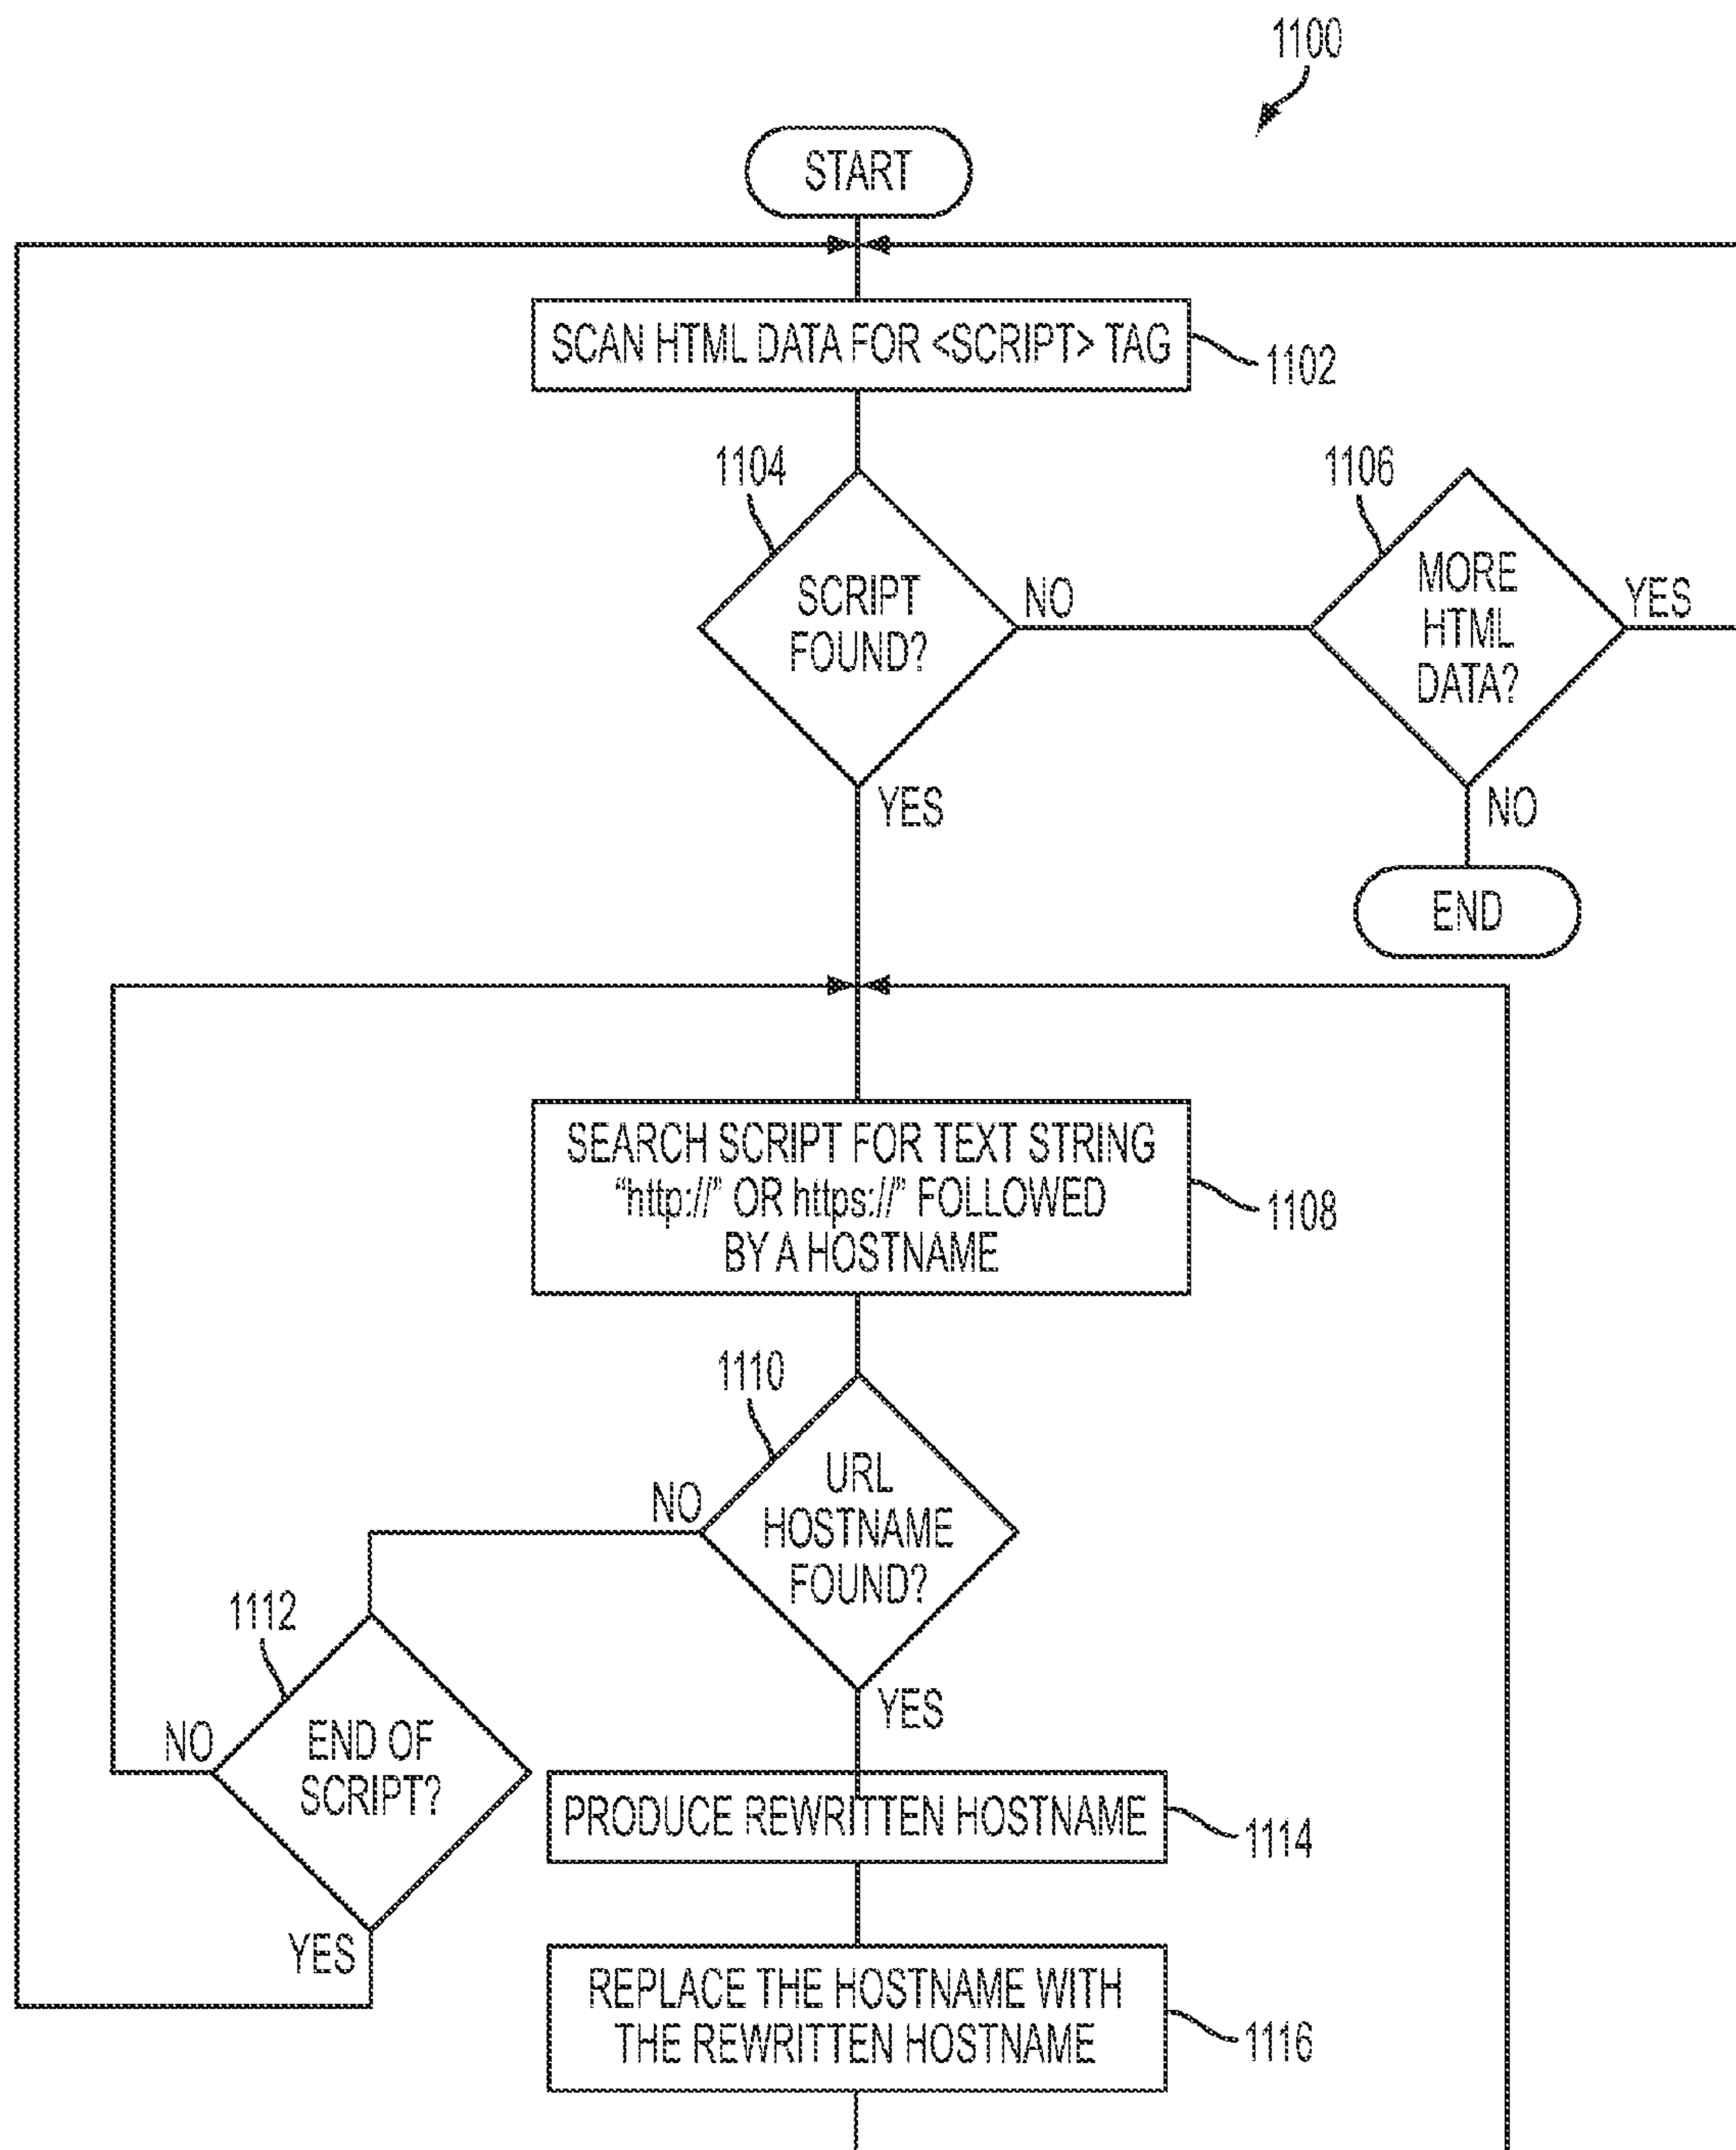 1100
START
SCAN HTML DATA FOR <SCRIPT> TAG
1102
1104
1106
SCRIPT
FOUND?
NO
MORE
HTML
DATA?
YES
YES
NO
END
SEARCH SCRIPT FOR TEXT STRING
“http://” OR https://” FOLLOWED
BY A HOSTNAME
1108
1110
URL
HOSTNAME
FOUND?
NO
YES
1112
END OF
SCRIPT?
NO
YES
PRODUCE REWRITTEN HOSTNAME
1114
REPLACE THE HOSTNAME WITH
THE REWRITTEN HOSTNAME
1116